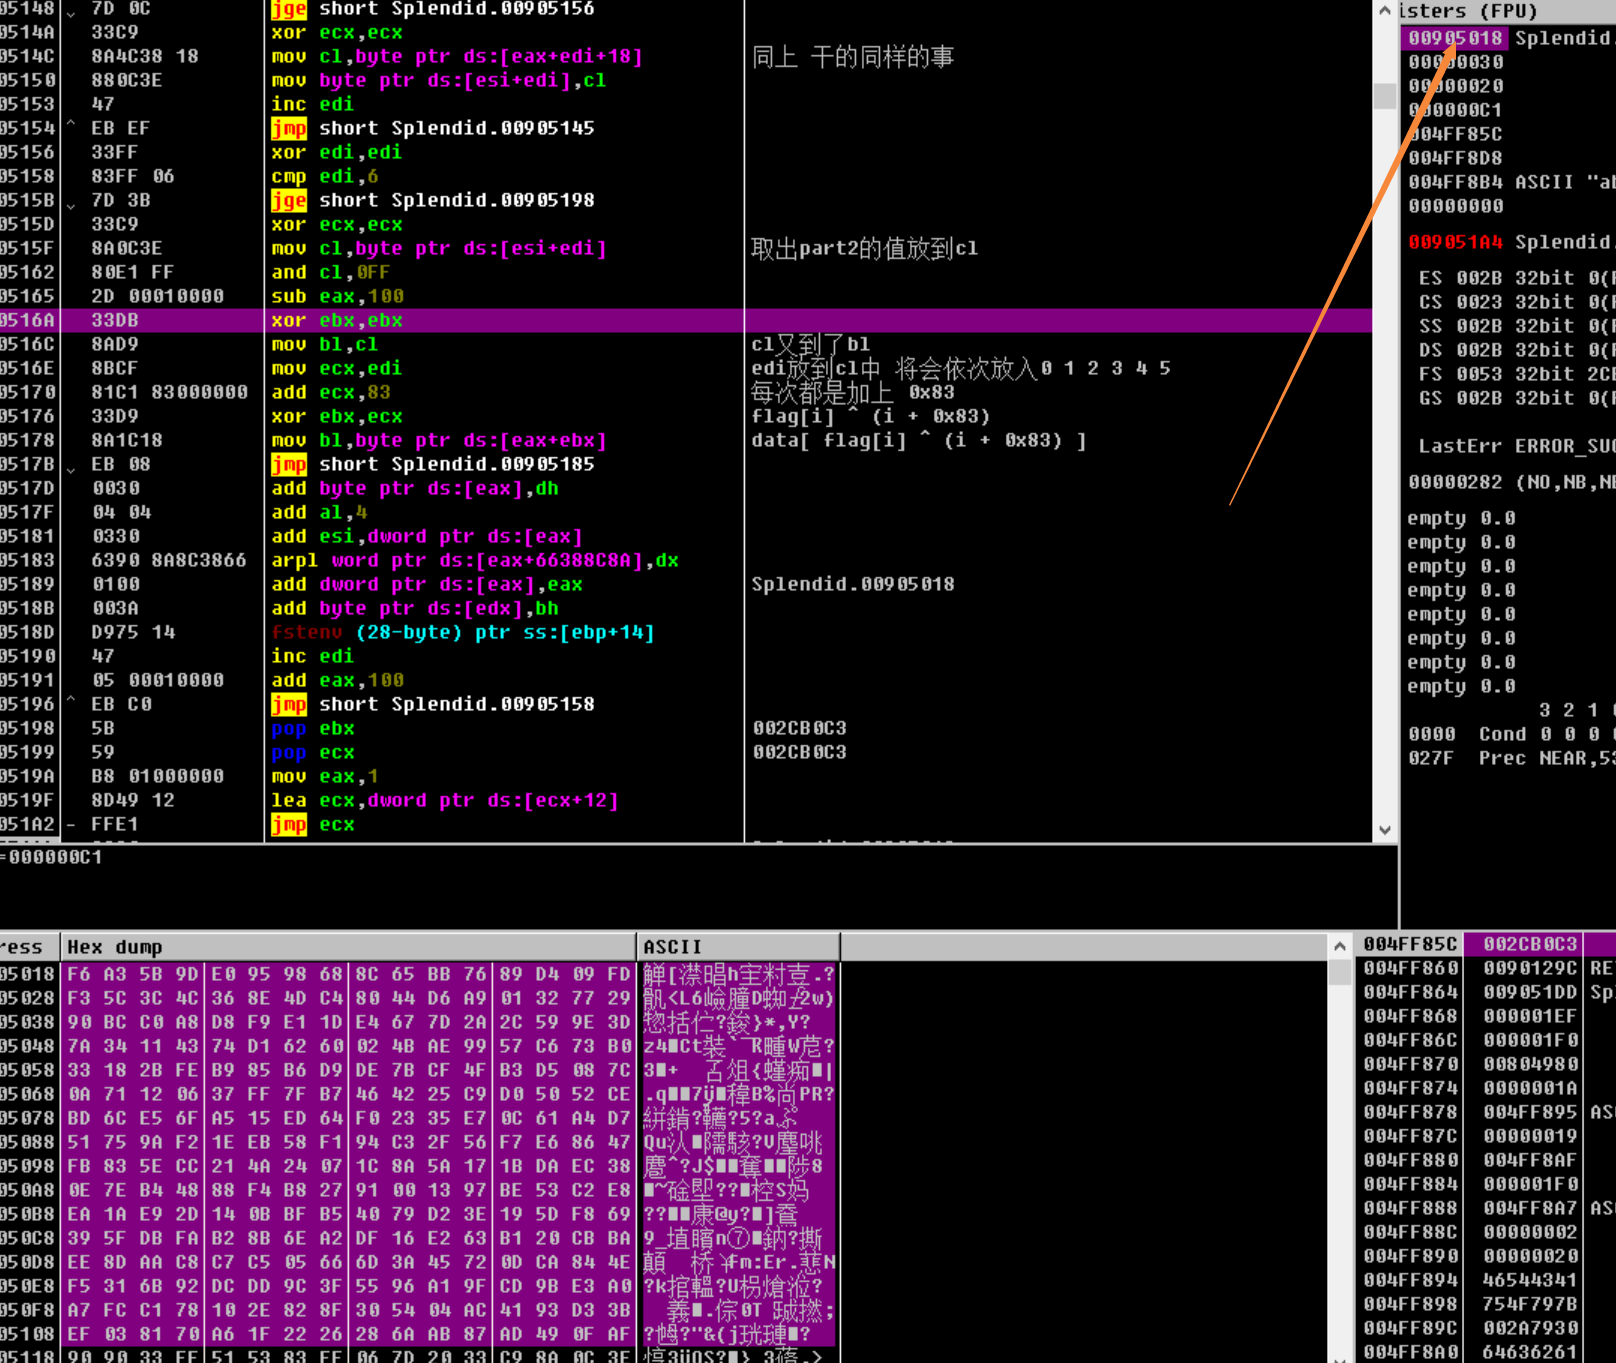 05148 7D 0C jge short Splendid.00905156
0514A 33C9 xor ecx,ecx
0514C 8A4C38 18 mov cl,byte ptr ds:[eax+edi+18] 同上 干的同样的事
05150 880C3E mov byte ptr ds:[esi+edi],cl
05153 47 inc edi
05154 ^ EB EF jmp short Splendid.00905145
05156 33FF xor edi,edi
05158 83FF 06 cmp edi,6
0515B 7D 3B jge short Splendid.00905198
0515D 33C9 xor ecx,ecx
0515F 8A0C3E mov cl,byte ptr ds:[esi+edi] 取出part2的值放到cl
05162 80E1 FF and cl,0FF
05165 2D 00010000 sub eax,100
0516A 33DB xor ebx,ebx
0516C 8AD9 mov bl,cl cl又到了bl
0516E 8BCF mov ecx,edi edi放到cl中 将会依次放入0 1 2 3 4 5
05170 81C1 83000000 add ecx,83 每次都是加上 0x83
05176 33D9 xor ebx,ecx flag[i] ^ (i + 0x83)
05178 8A1C18 mov bl,byte ptr ds:[eax+ebx] data[ flag[i] ^ (i + 0x83) ]
0517B EB 08 jmp short Splendid.00905185
0517D 0030 add byte ptr ds:[eax],dh
0517F 04 04 add al,4
05181 0330 add esi,dword ptr ds:[eax]
05183 6390 8A8C3866 arpl word ptr ds:[eax+66388C8A],dx
05189 0100 add dword ptr ds:[eax],eax Splendid.00905018
0518B 003A add byte ptr ds:[edx],bh
0518D D975 14 fstenv (28-byte) ptr ss:[ebp+14]
05190 47 inc edi
05191 05 00010000 add eax,100
05196 ^ EB C0 jmp short Splendid.00905158
05198 5B pop ebx 002CB0C3
05199 59 pop ecx 002CB0C3
0519A B8 01000000 mov eax,1
0519F 8D49 12 lea ecx,dword ptr ds:[ecx+12]
051A2 - FFE1 jmp ecx
=000000C1
isters (FPU)
00905018 Splendid.
00000030
00000020
000000C1
004FF85C
004FF8D8
004FF8B4 ASCII "ab
00000000
009051A4 Splendid.
ES 002B 32bit 0(F
CS 0023 32bit 0(F
SS 002B 32bit 0(F
DS 002B 32bit 0(F
FS 0053 32bit 2CE
GS 002B 32bit 0(F
LastErr ERROR_SUC
00000282 (NO,NB,NE
empty 0.0
empty 0.0
empty 0.0
empty 0.0
empty 0.0
empty 0.0
empty 0.0
empty 0.0
3 2 1 0
0000 Cond 0 0 0 0
027F Prec NEAR,53
ress Hex dump ASCII
05018 F6 A3 5B 9D E0 95 98 68 8C 65 BB 76 89 D4 09 FD
05028 F3 5C 3C 4C 36 8E 4D C4 80 44 D6 A9 01 32 77 29
05038 90 BC C0 A8 D8 F9 E1 1D E4 67 7D 2A 2C 59 9E 3D
05048 7A 34 11 43 74 D1 62 60 02 4B AE 99 57 C6 73 B0
05058 33 18 2B FE B9 85 B6 D9 DE 7B CF 4F B3 D5 08 7C
05068 0A 71 12 06 37 FF 7F B7 46 42 25 C9 D0 50 52 CE
05078 BD 6C E5 6F A5 15 ED 64 F0 23 35 E7 0C 61 A4 D7
05088 51 75 9A F2 1E EB 58 F1 94 C3 2F 56 F7 E6 86 47
05098 FB 83 5E CC 21 4A 24 07 1C 8A 5A 17 1B DA EC 38
050A8 0E 7E B4 48 88 F4 B8 27 91 00 13 97 BE 53 C2 E8
050B8 EA 1A E9 2D 14 0B BF B5 40 79 D2 3E 19 5D F8 69
050C8 39 5F DB FA B2 8B 6E A2 DF 16 E2 63 B1 20 CB BA
050D8 EE 8D AA C8 C7 C5 05 66 6D 3A 45 72 0D CA 84 4E
050E8 F5 31 6B 92 DC DD 9C 3F 55 96 A1 9F CD 9B E3 A0
050F8 A7 FC C1 78 10 2E 82 8F 30 54 04 AC 41 93 D3 3B
05108 EF 03 81 70 A6 1F 22 26 28 6A AB 87 AD 49 0F AF
05118 90 90 33 FF 51 53 83 FF 06 7D 20 33 C9 8A 0C 3E
004FF85C 002CB0C3
004FF860 0090129C RE
004FF864 009051DD Sp
004FF868 000001EF
004FF86C 000001F0
004FF870 00804980
004FF874 0000001A
004FF878 004FF895 AS
004FF87C 00000019
004FF880 004FF8AF
004FF884 000001F0
004FF888 004FF8A7 AS
004FF88C 00000002
004FF890 00000020
004FF894 46544341
004FF898 754F797B
004FF89C 002A7930
004FF8A0 64636261